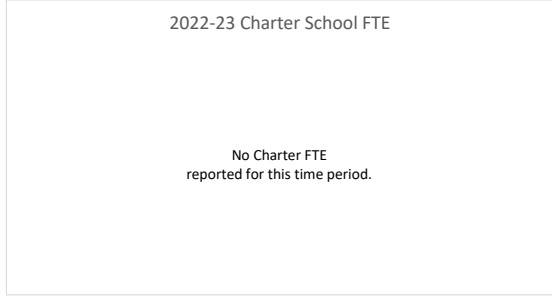 2022-23 Charter School FTE
No Charter FTE
reported for this time period.